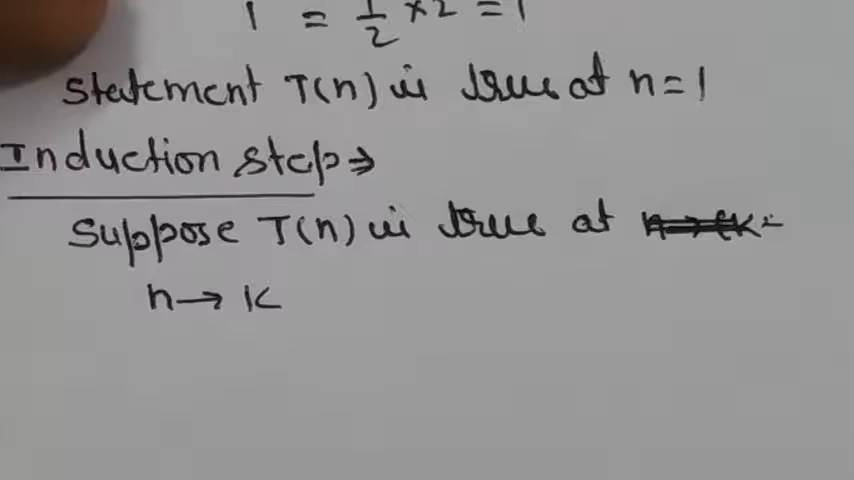 1 = 1/2 × 2 = 1
Statement T(n) is true at n=1
Induction step →
Suppose T(n) is true at
n → K